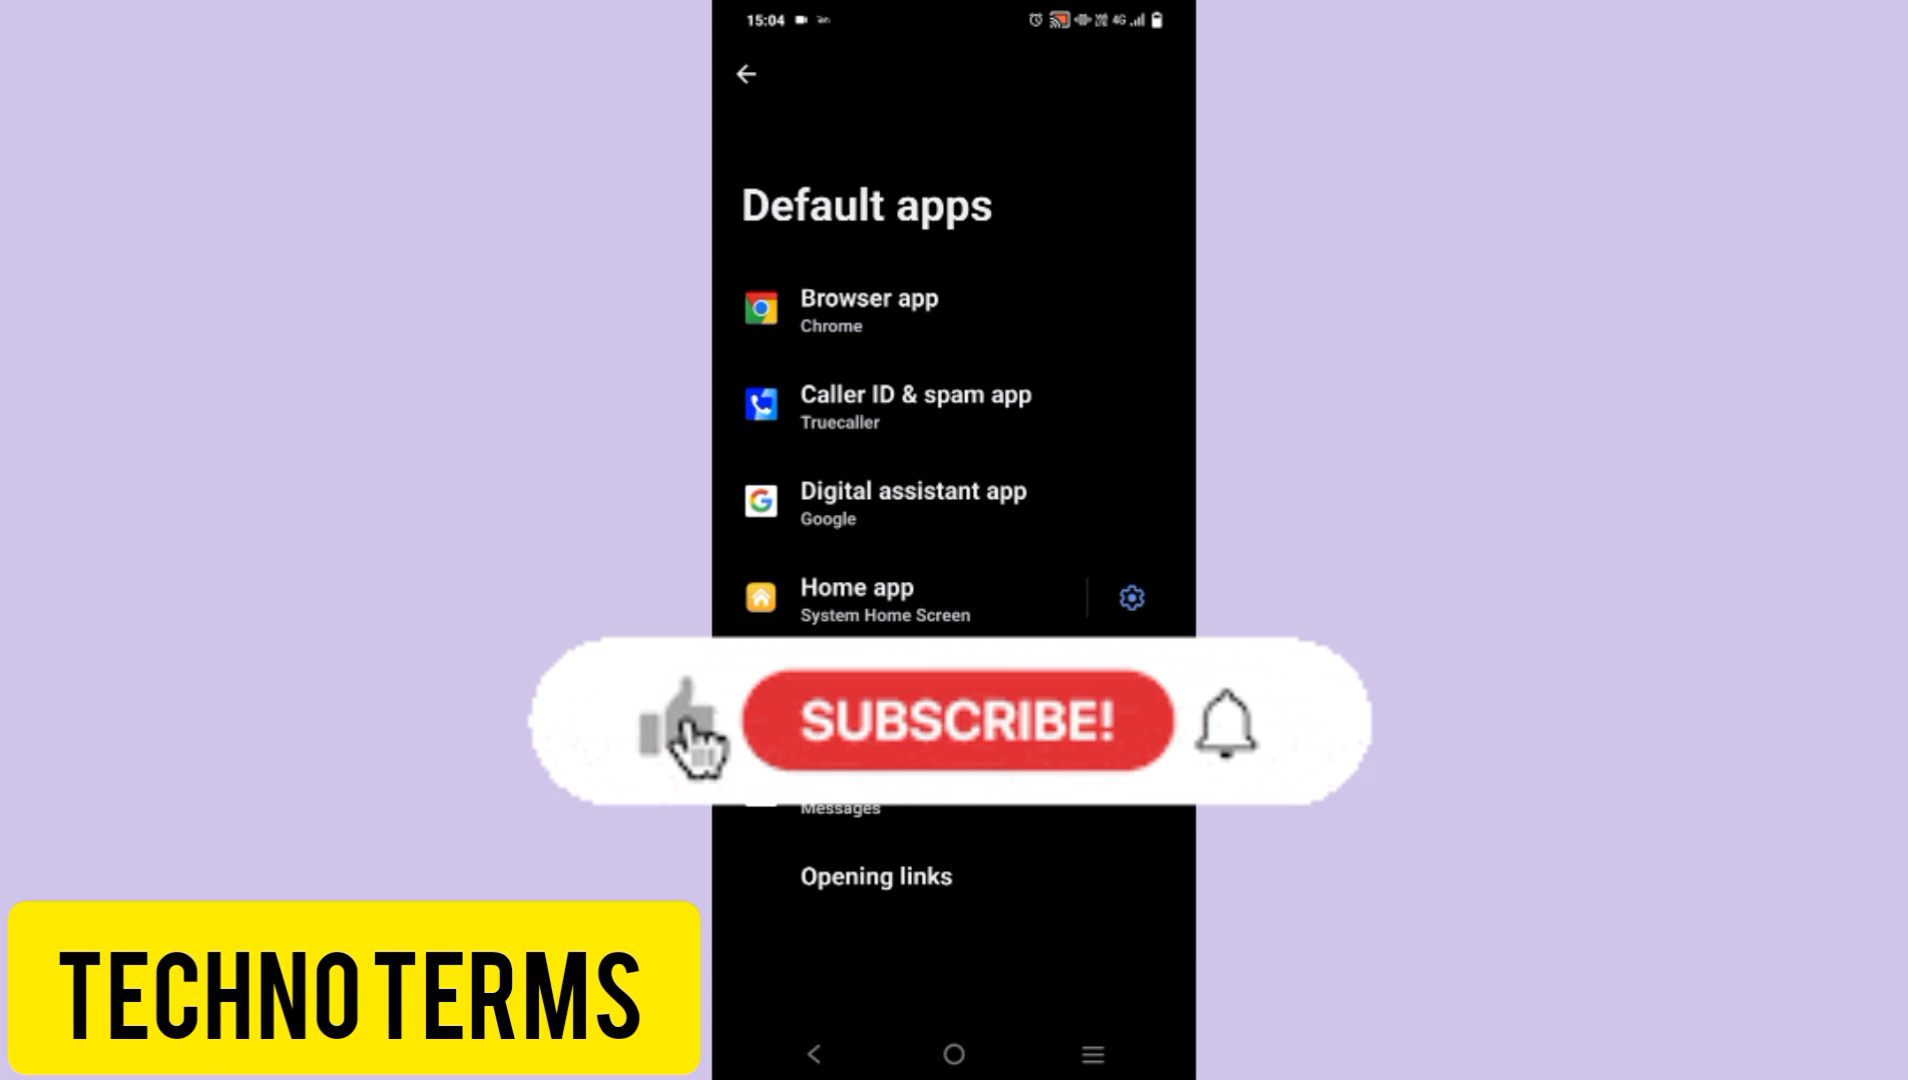 15:04
4G
Default apps
Browser app
Chrome
Caller ID & spam app
Truecaller
Digital assistant app
Google
Home app
System Home Screen
SUBSCRIBE!
Messages
Opening links
TECHNO TERMS